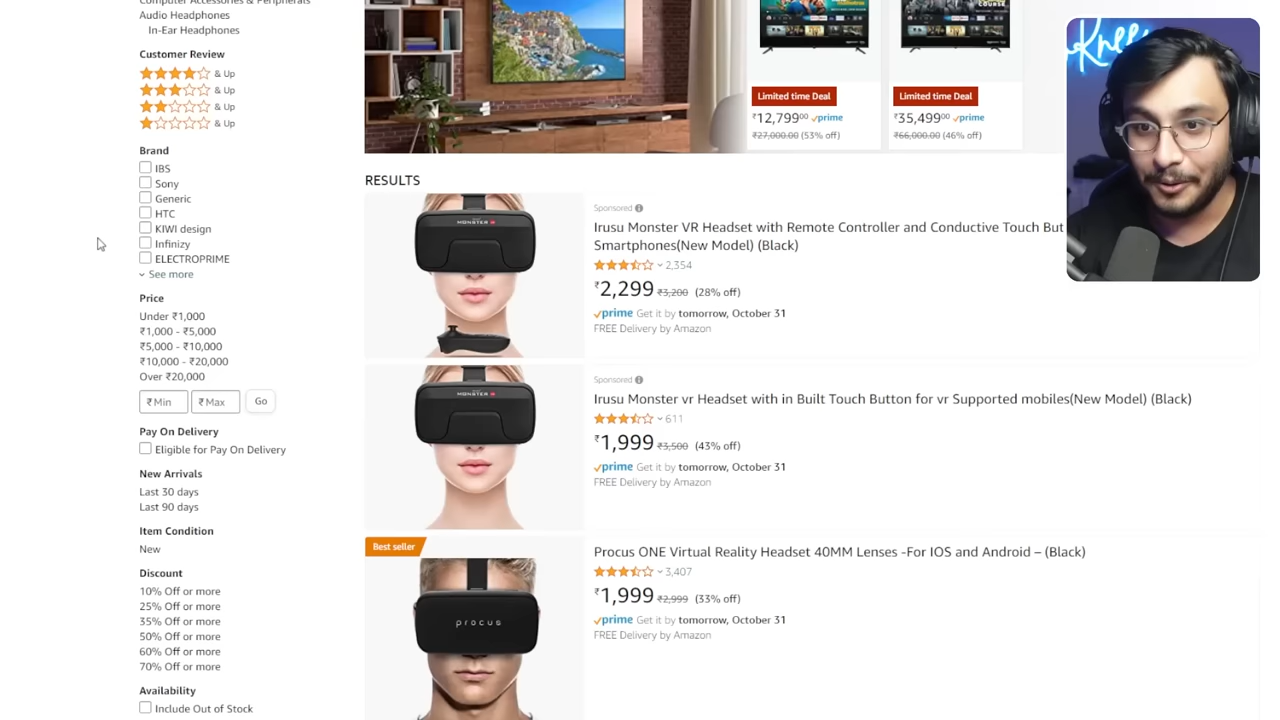 Computer Accessories & Peripherals
Audio Headphones
In-Ear Headphones
Customer Review
& Up
& Up
& Up
& Up
Brand
IBS
Sony
Generic
HTC
KIWI design
Infinizy
ELECTROPRIME
See more
Price
Under ₹1,000
₹1,000 - ₹5,000
₹5,000 - ₹10,000
₹10,000 - ₹20,000
Over ₹20,000
₹ Min ₹ Max Go
Pay On Delivery
Eligible for Pay On Delivery
New Arrivals
Last 30 days
Last 90 days
Item Condition
New
Discount
10% Off or more
25% Off or more
35% Off or more
50% Off or more
60% Off or more
70% Off or more
Availability
Include Out of Stock
Limited time Deal
₹12,799⁰⁰ prime
₹27,000.00 (53% off)
Limited time Deal
₹35,499⁰⁰ prime
₹66,000.00 (46% off)
RESULTS
MONSTER
Sponsored
Irusu Monster VR Headset with Remote Controller and Conductive Touch But
Smartphones(New Model) (Black)
2,354
₹2,299 ₹3,200 (28% off)
prime Get it by tomorrow, October 31
FREE Delivery by Amazon
MONSTER
Sponsored
Irusu Monster vr Headset with in Built Touch Button for vr Supported mobiles(New Model) (Black)
611
₹1,999 ₹3,500 (43% off)
prime Get it by tomorrow, October 31
FREE Delivery by Amazon
Best seller
procus
Procus ONE Virtual Reality Headset 40MM Lenses -For IOS and Android – (Black)
3,407
₹1,999 ₹2,999 (33% off)
prime Get it by tomorrow, October 31
FREE Delivery by Amazon